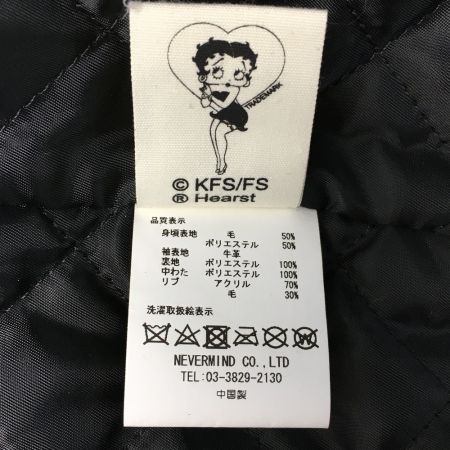 TRADEMARK
© KFS/FS
® Hearst
品質表示
身頃表地 毛 50%
ポリエステル 50%
袖表地 牛革
裏地 ポリエステル 100%
中わた ポリエステル 100%
リブ アクリル 70%
毛 30%
洗濯取扱絵表示
NEVERMIND CO.,LTD
TEL:03-3829-2130
中国製